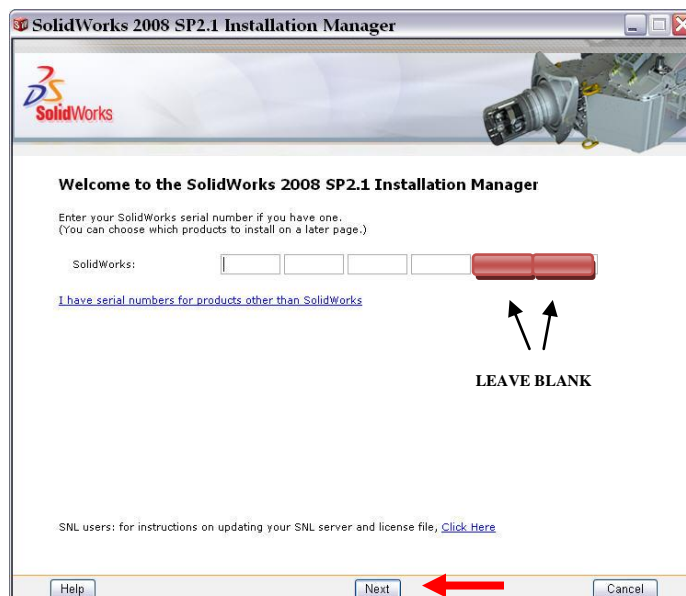 SolidWorks 2008 SP2.1 Installation Manager
SolidWorks
Welcome to the SolidWorks 2008 SP2.1 Installation Manager
Enter your SolidWorks serial number if you have one.
(You can choose which products to install on a later page.)
SolidWorks:
I have serial numbers for products other than SolidWorks
LEAVE BLANK
SNL users: for instructions on updating your SNL server and license file, Click Here
Help Next Cancel